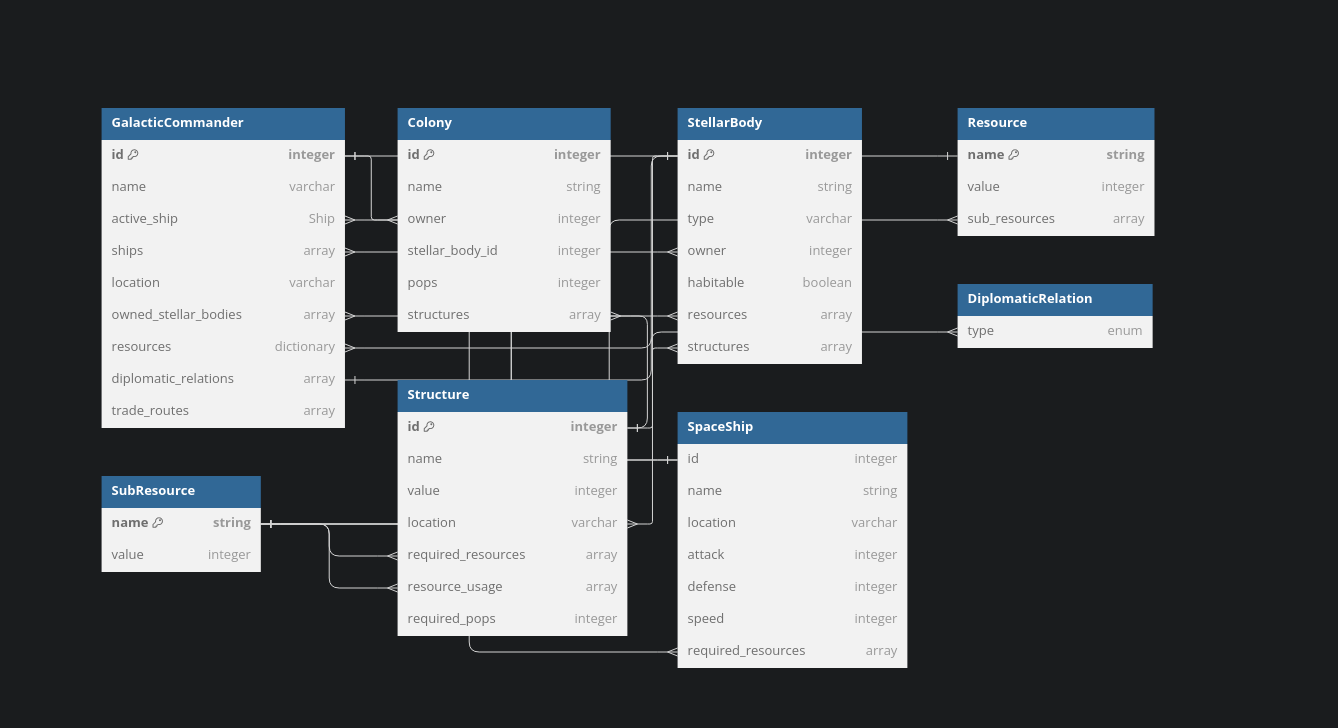 GalacticCommander
id integer
name varchar
active_ship Ship
ships array
location varchar
owned_stellar_bodies array
resources dictionary
diplomatic_relations array
trade_routes array
Colony
id integer
name string
owner integer
stellar_body_id integer
pops integer
structures array
StellarBody
id integer
name string
type varchar
owner integer
habitable boolean
resources array
structures array
Resource
name string
value integer
sub_resources array
DiplomaticRelation
type enum
Structure
id integer
name string
value integer
location varchar
required_resources array
resource_usage array
required_pops integer
SpaceShip
id integer
name string
location varchar
attack integer
defense integer
speed integer
required_resources array
SubResource
name string
value integer